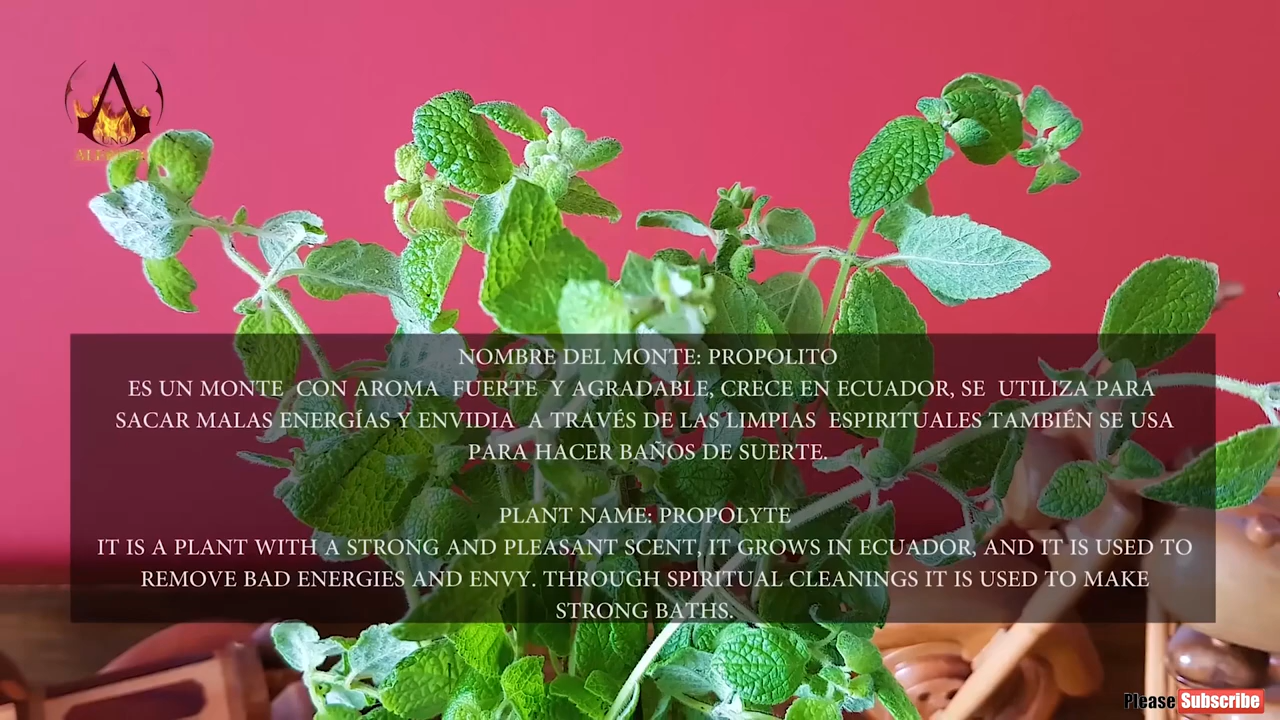 UNO
NOMBRE DEL MONTE: PROPOLITO
ES UN MONTE CON AROMA FUERTE Y AGRADABLE, CRECE EN ECUADOR, SE UTILIZA PARA
SACAR MALAS ENERGÍAS Y ENVIDIA A TRAVÉS DE LAS LIMPIAS ESPIRITUALES TAMBIÉN SE USA
PARA HACER BAÑOS DE SUERTE.
PLANT NAME: PROPOLYTE
IT IS A PLANT WITH A STRONG AND PLEASANT SCENT, IT GROWS IN ECUADOR, AND IT IS USED TO
REMOVE BAD ENERGIES AND ENVY. THROUGH SPIRITUAL CLEANINGS IT IS USED TO MAKE
STRONG BATHS.
Please Subscribe